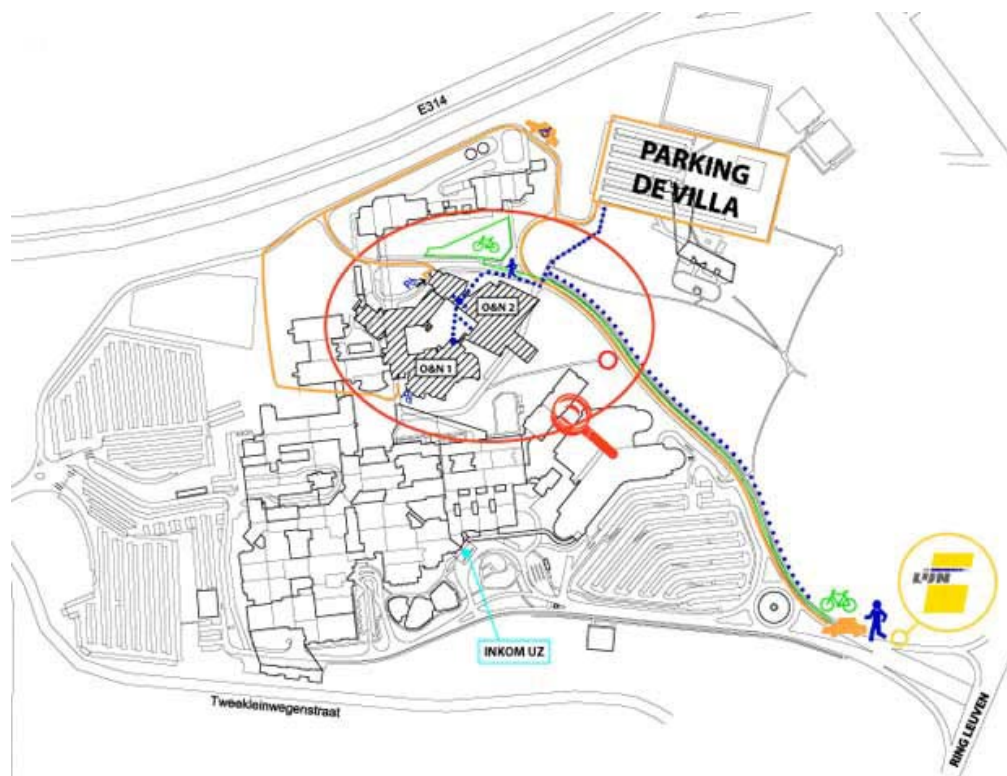 E314
PARKING
DE VILLA
O&N 2
O&N 1
LIJN
INKOM UZ
Tweekleinwegenstraat
RING LEUVEN